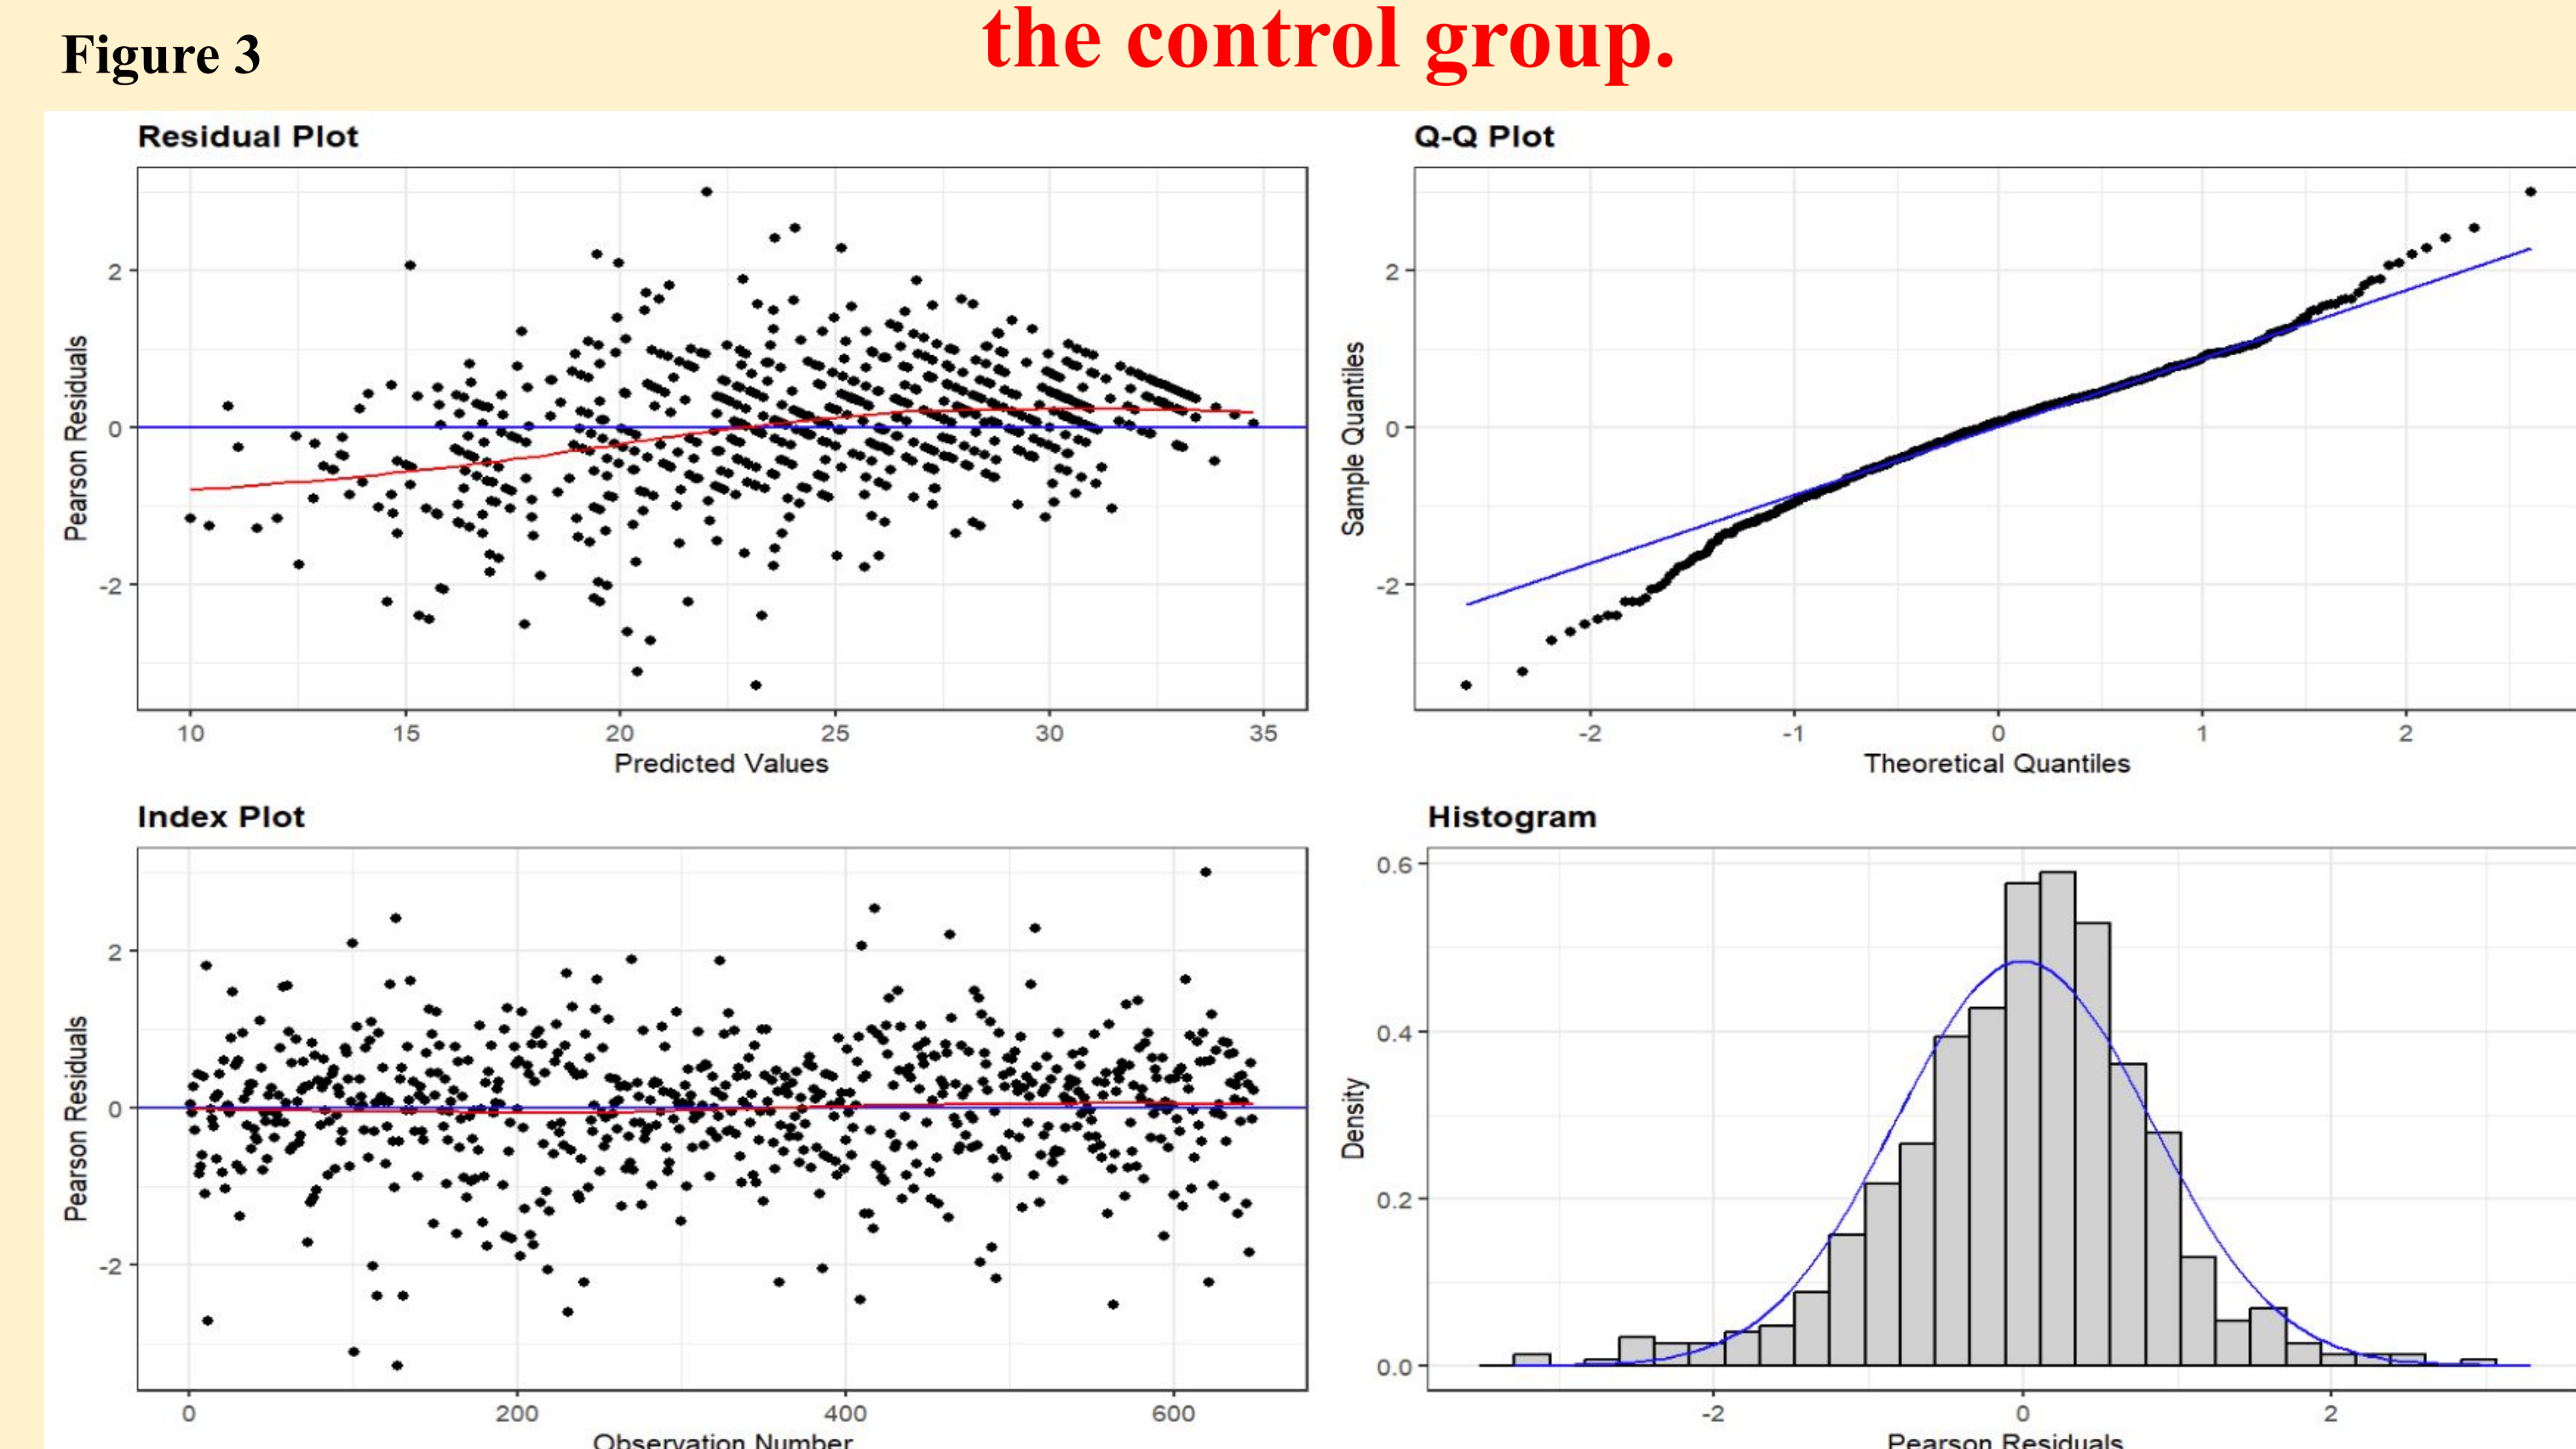 the control group.
Figure 3
Residual Plot
Pearson Residuals
2
0
-2
10 15 20 25 30 35
Predicted Values
Q-Q Plot
Sample Quantiles
2
0
-2
-2 -1 0 1 2
Theoretical Quantiles
Index Plot
Pearson Residuals
2
0
-2
0 200 400 600
Observation Number
Histogram
Density
0.6
0.4
0.2
0.0
-2 0 2
Pearson Residuals